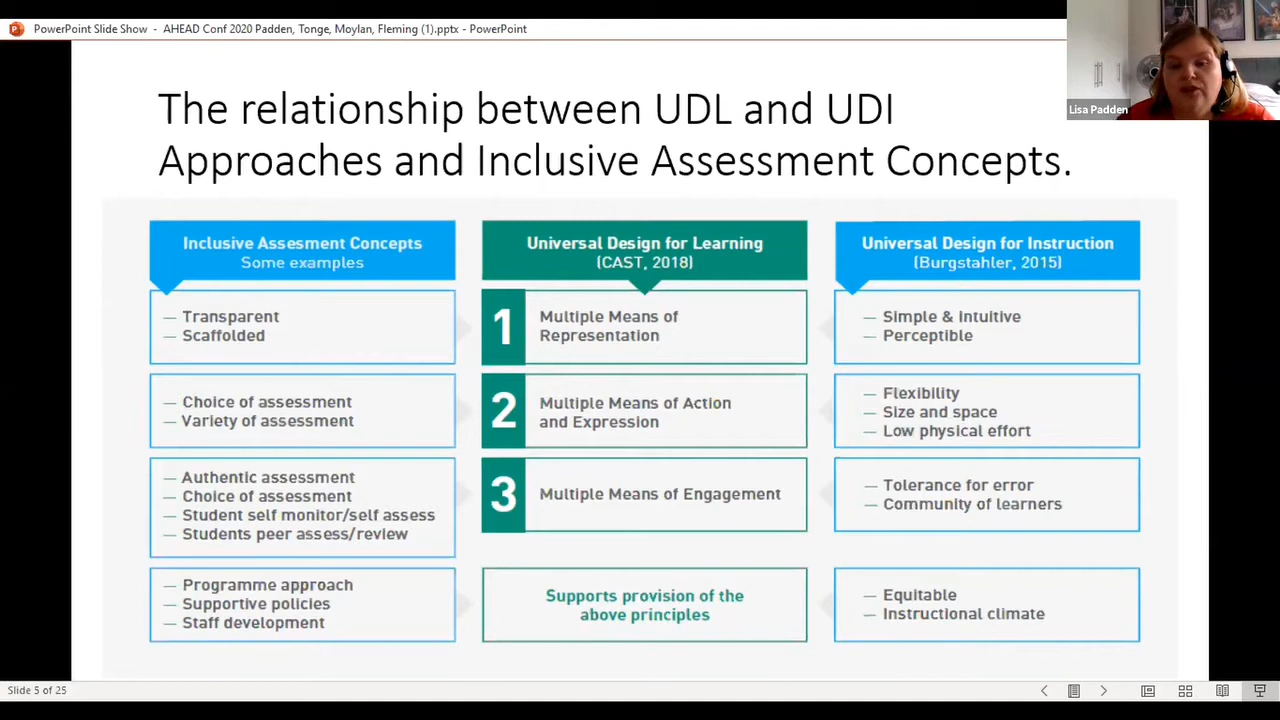 PowerPoint Slide Show - AHEAD Conf 2020 Padden, Tonge, Moylan, Fleming (1).pptx - PowerPoint
Lisa Padden
The relationship between UDL and UDI
Approaches and Inclusive Assessment Concepts.
Inclusive Assesment Concepts
Some examples
Universal Design for Learning
(CAST, 2018)
Universal Design for Instruction
(Burgstahler, 2015)
— Transparent
— Scaffolded
1
Multiple Means of
Representation
— Simple & Intuitive
— Perceptible
— Choice of assessment
— Variety of assessment
2
Multiple Means of Action
and Expression
— Flexibility
— Size and space
— Low physical effort
— Authentic assessment
— Choice of assessment
— Student self monitor/self assess
— Students peer assess/review
3
Multiple Means of Engagement
— Tolerance for error
— Community of learners
— Programme approach
— Supportive policies
— Staff development
Supports provision of the
above principles
— Equitable
— Instructional climate
Slide 5 of 25